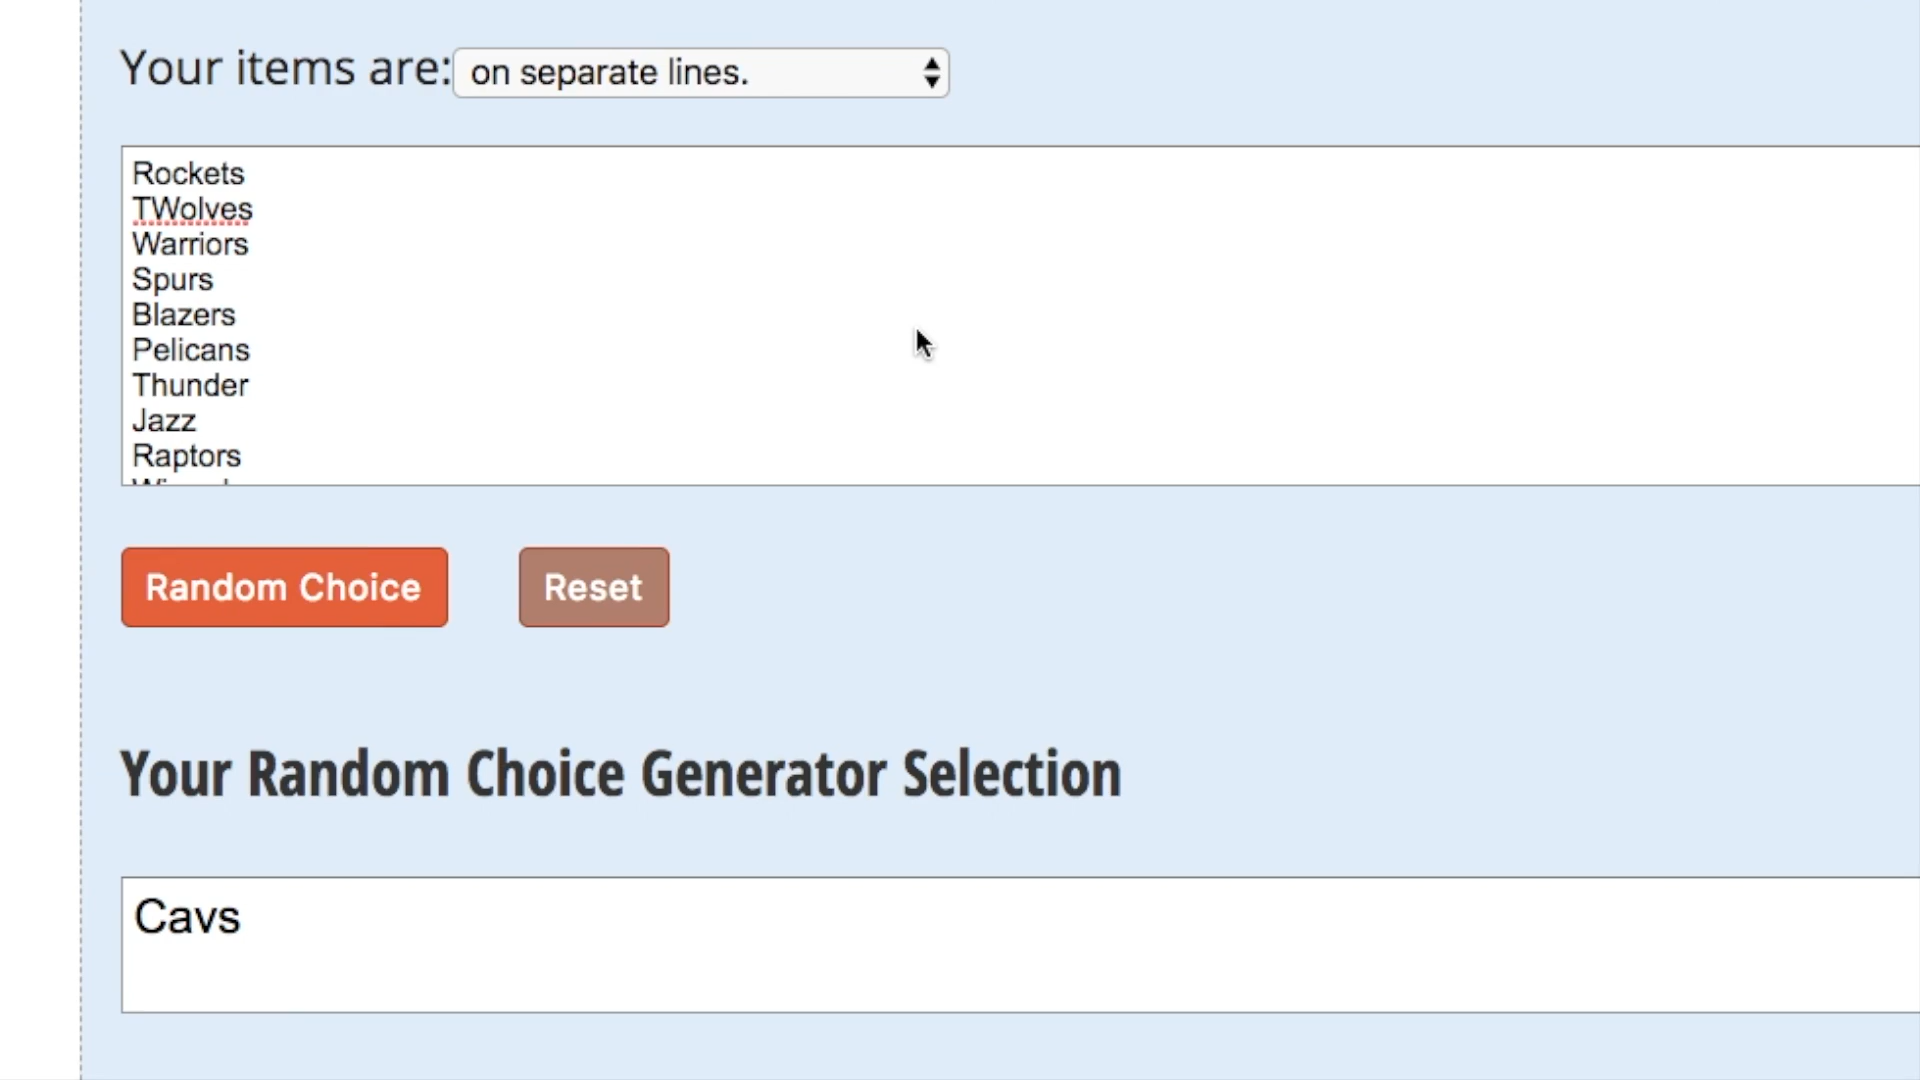 Your items are: on separate lines.
Rockets
TWolves
Warriors
Spurs
Blazers
Pelicans
Thunder
Jazz
Raptors
Random Choice
Reset
Your Random Choice Generator Selection
Cavs